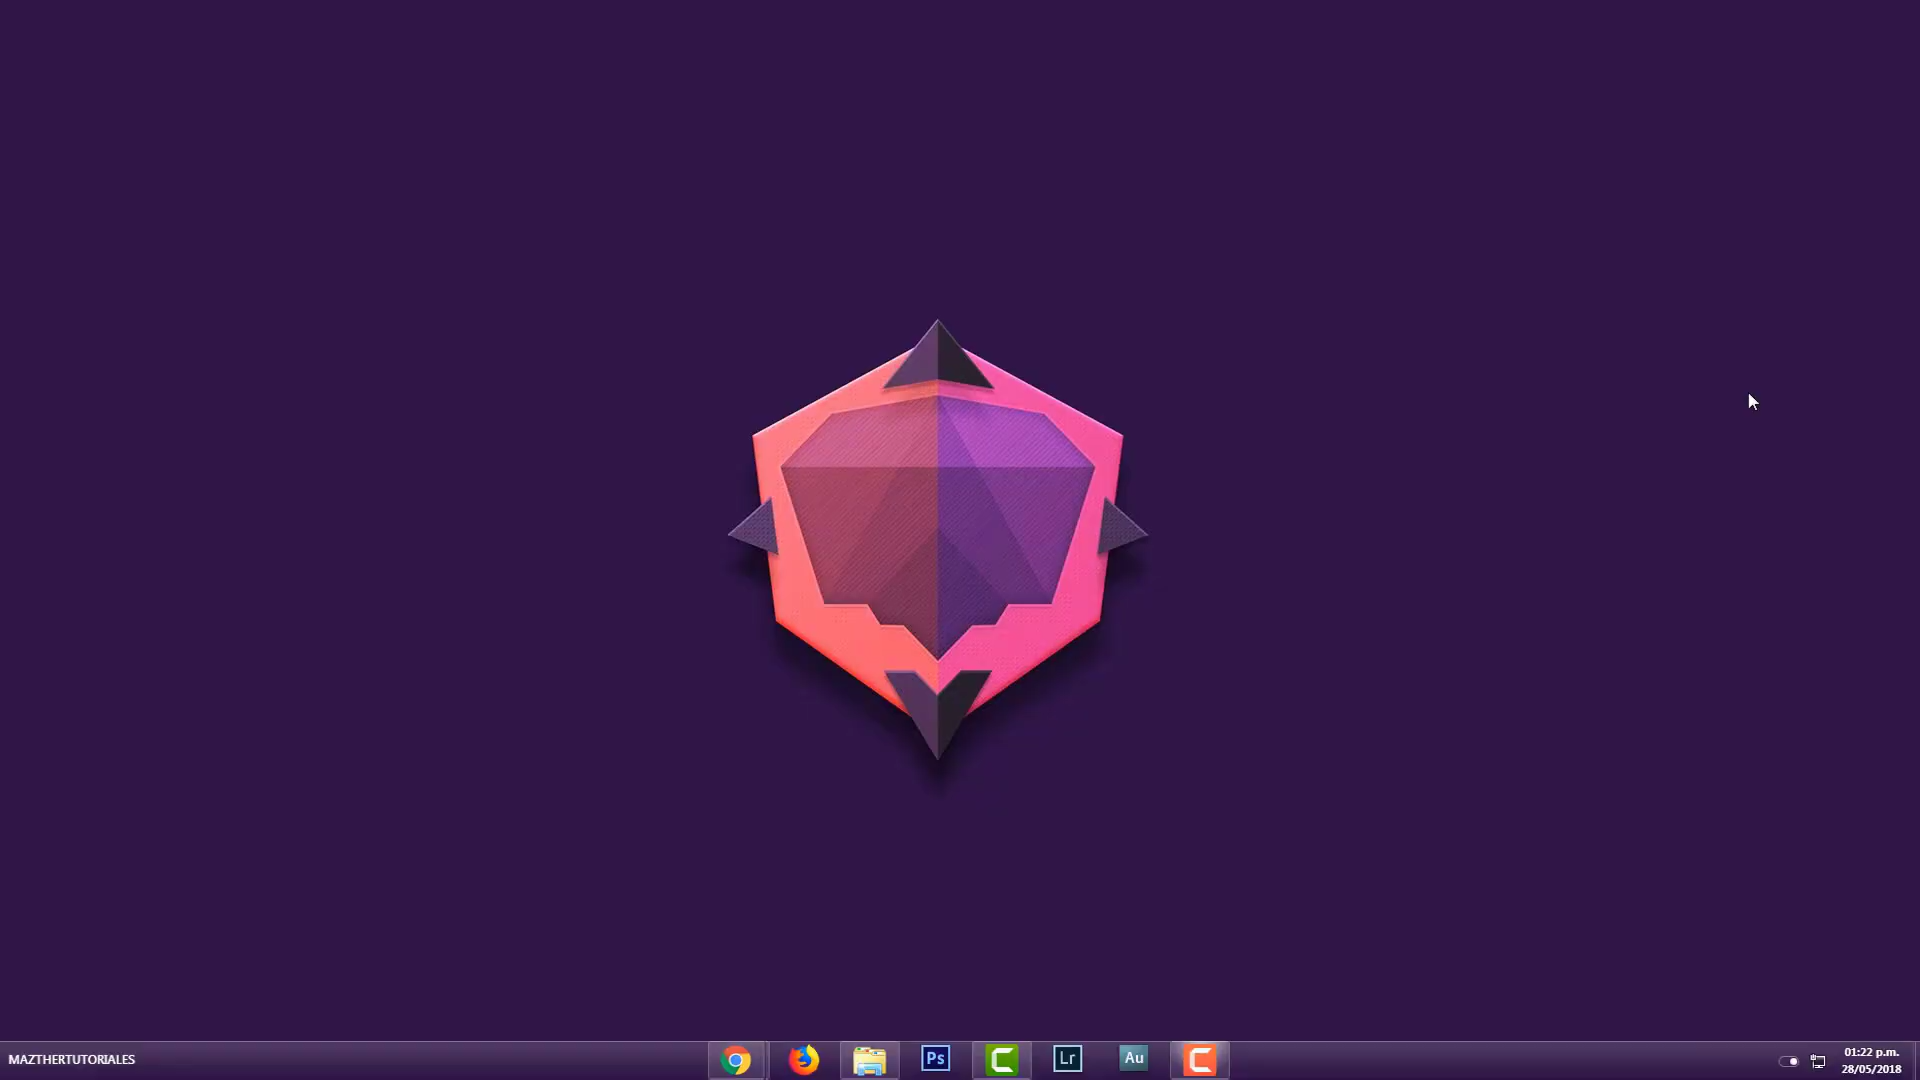 MAZTHERTUTORIALES
Ps
Lr
Au
01:22 p.m.
28/05/2018